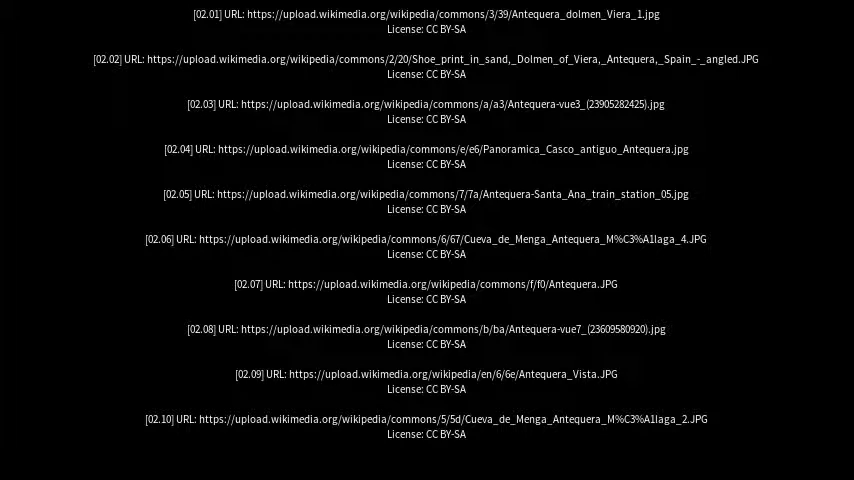 [02.01] URL: https://upload.wikimedia.org/wikipedia/commons/3/39/Antequera_dolmen_Viera_1.jpg
License: CC BY-SA
[02.02] URL: https://upload.wikimedia.org/wikipedia/commons/2/20/Shoe_print_in_sand,_Dolmen_of_Viera,_Antequera,_Spain_-_angled.JPG
License: CC BY-SA
[02.03] URL: https://upload.wikimedia.org/wikipedia/commons/a/a3/Antequera-vue3_(23905282425).jpg
License: CC BY-SA
[02.04] URL: https://upload.wikimedia.org/wikipedia/commons/e/e6/Panoramica_Casco_antiguo_Antequera.jpg
License: CC BY-SA
[02.05] URL: https://upload.wikimedia.org/wikipedia/commons/7/7a/Antequera-Santa_Ana_train_station_05.jpg
License: CC BY-SA
[02.06] URL: https://upload.wikimedia.org/wikipedia/commons/6/67/Cueva_de_Menga_Antequera_M%C3%A1laga_4.JPG
License: CC BY-SA
[02.07] URL: https://upload.wikimedia.org/wikipedia/commons/f/f0/Antequera.JPG
License: CC BY-SA
[02.08] URL: https://upload.wikimedia.org/wikipedia/commons/b/ba/Antequera-vue7_(23609580920).jpg
License: CC BY-SA
[02.09] URL: https://upload.wikimedia.org/wikipedia/en/6/6e/Antequera_Vista.JPG
License: CC BY-SA
[02.10] URL: https://upload.wikimedia.org/wikipedia/commons/5/5d/Cueva_de_Menga_Antequera_M%C3%A1laga_2.JPG
License: CC BY-SA